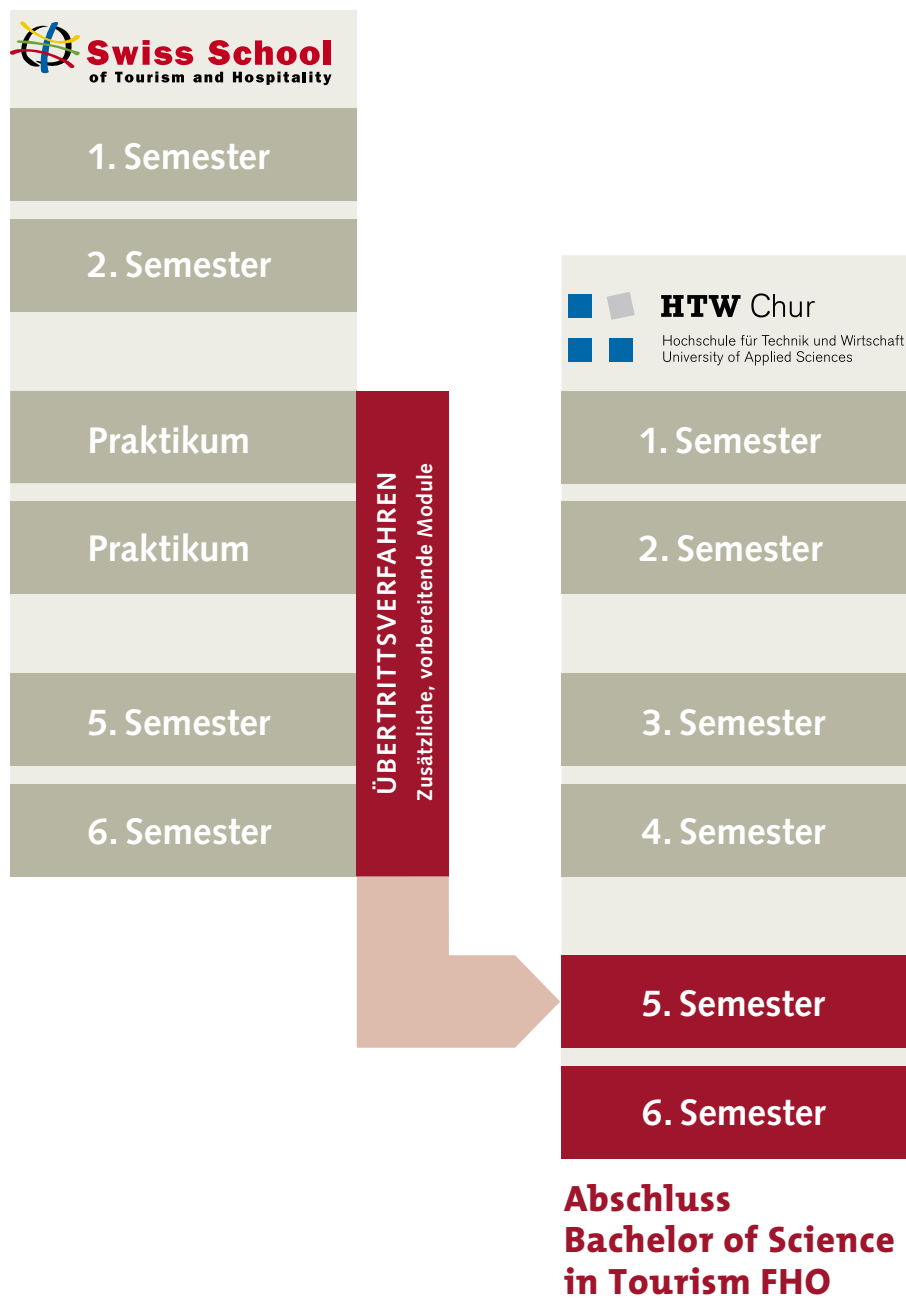 Swiss School
of Tourism and Hospitality
1. Semester
2. Semester
Praktikum
Praktikum
5. Semester
6. Semester
ÜBERTRITTSVERFAHREN
Zusätzliche, vorbereitende Module
HTW Chur
Hochschule für Technik und Wirtschaft
University of Applied Sciences
1. Semester
2. Semester
3. Semester
4. Semester
5. Semester
6. Semester
Abschluss
Bachelor of Science
in Tourism FHO